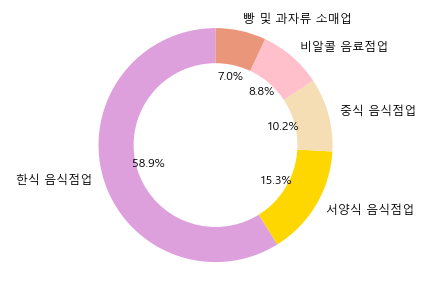 빵 및 과자류 소매업
비알콜 음료점업
7.0%
8.8%
중식 음식점업
10.2%
58.9%
한식 음식점업
15.3%
서양식 음식점업